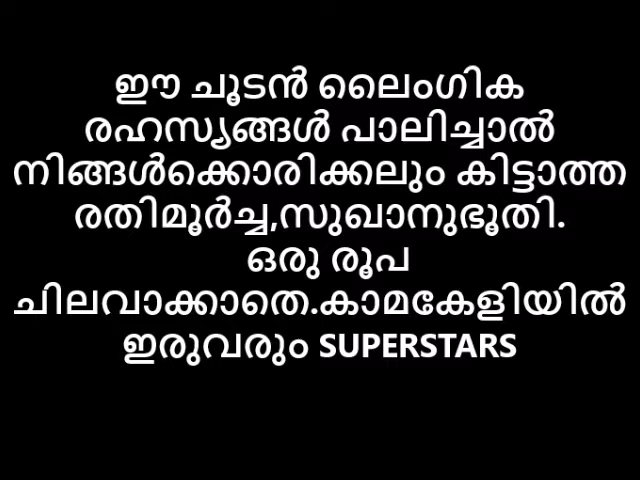 ഈ ചൂടൻ ലൈംഗിക
രഹസ്യങ്ങൾ പാലിച്ചാൽ
നിങ്ങൾക്കൊരിക്കലും കിട്ടാത്ത
രതിമൂർച്ച,സുഖാനുഭൂതി.
ഒരു രൂപ
ചിലവാക്കാതെ.കാമകേളിയിൽ
ഇരുവരും SUPERSTARS